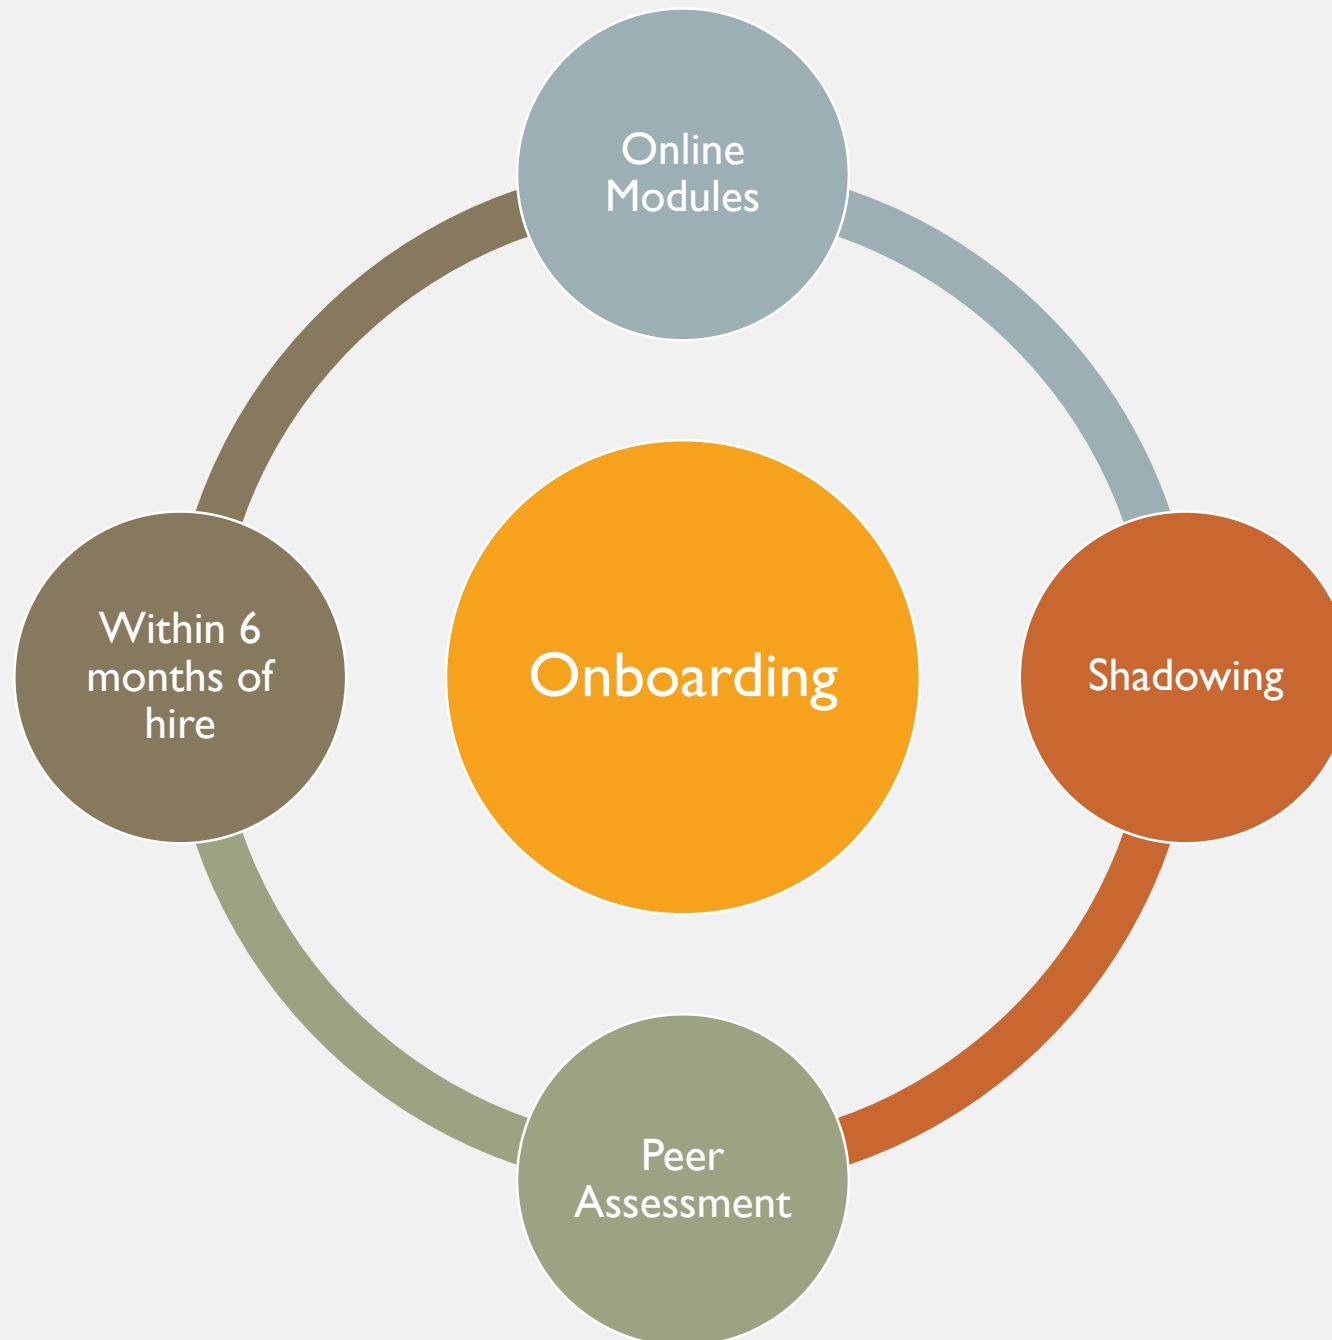 Online
Modules
Within 6
months of
hire
Onboarding
Shadowing
Peer
Assessment